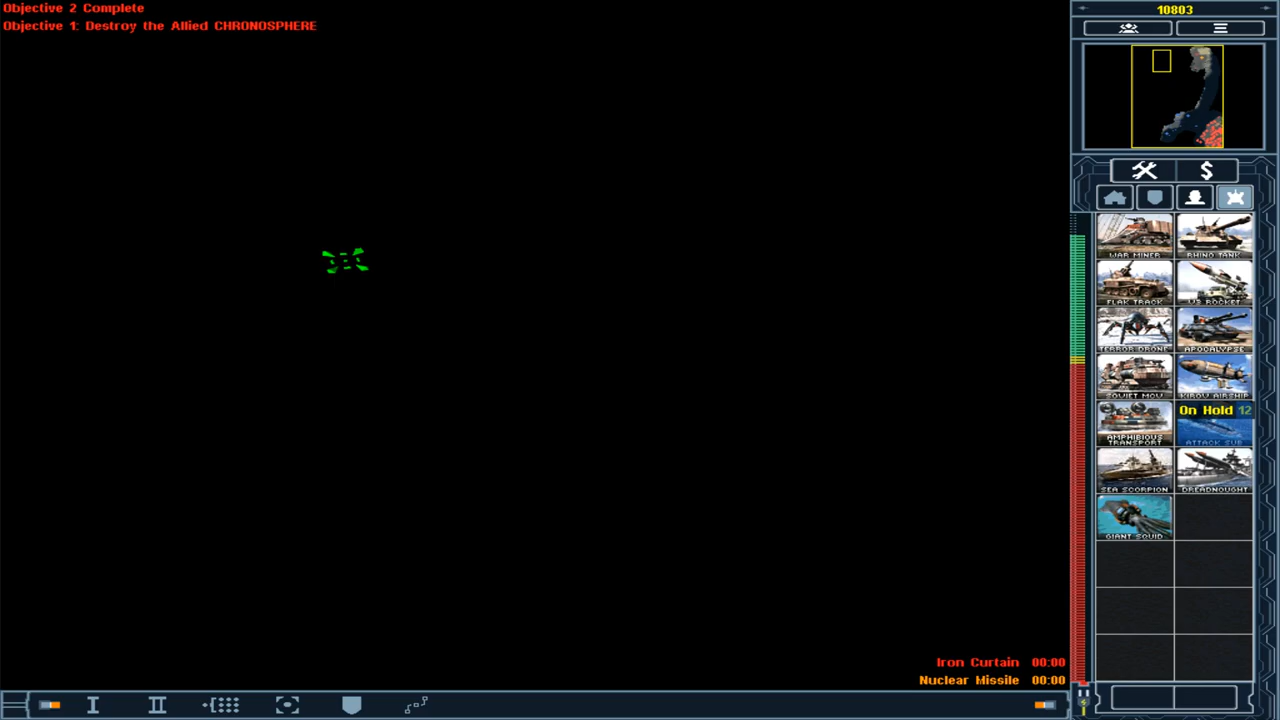 Objective 2 Complete
Objective 1: Destroy the Allied CHRONOSPHERE
10803
WAR MINER
RHINO TANK
FLAK TRACK
V3 ROCKET
TERROR DRONE
APOCALYPSE
SOVIET MCV
KIROV AIRSHIP
AMPHIBIOUS TRANSPORT
On Hold 12
ATTACK SUB
SEA SCORPION
DREADNOUGHT
GIANT SQUID
Iron Curtain 00:00
Nuclear Missile 00:00
I
II